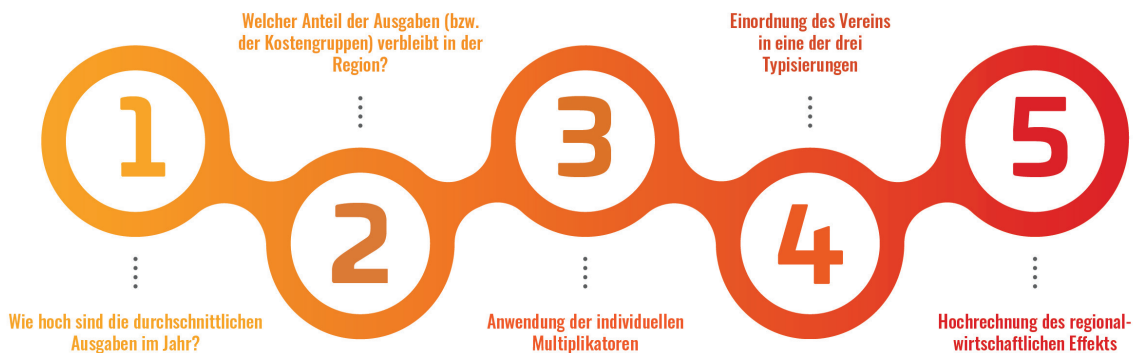 1
Wie hoch sind die durchschnittlichen
Ausgaben im Jahr?
Welcher Anteil der Ausgaben (bzw.
der Kostengruppen) verbleibt in der
Region?
2
3
Anwendung der individuellen
Multiplikatoren
Einordnung des Vereins
in eine der drei
Typisierungen
4
5
Hochrechnung des regional-
wirtschaftlichen Effekts